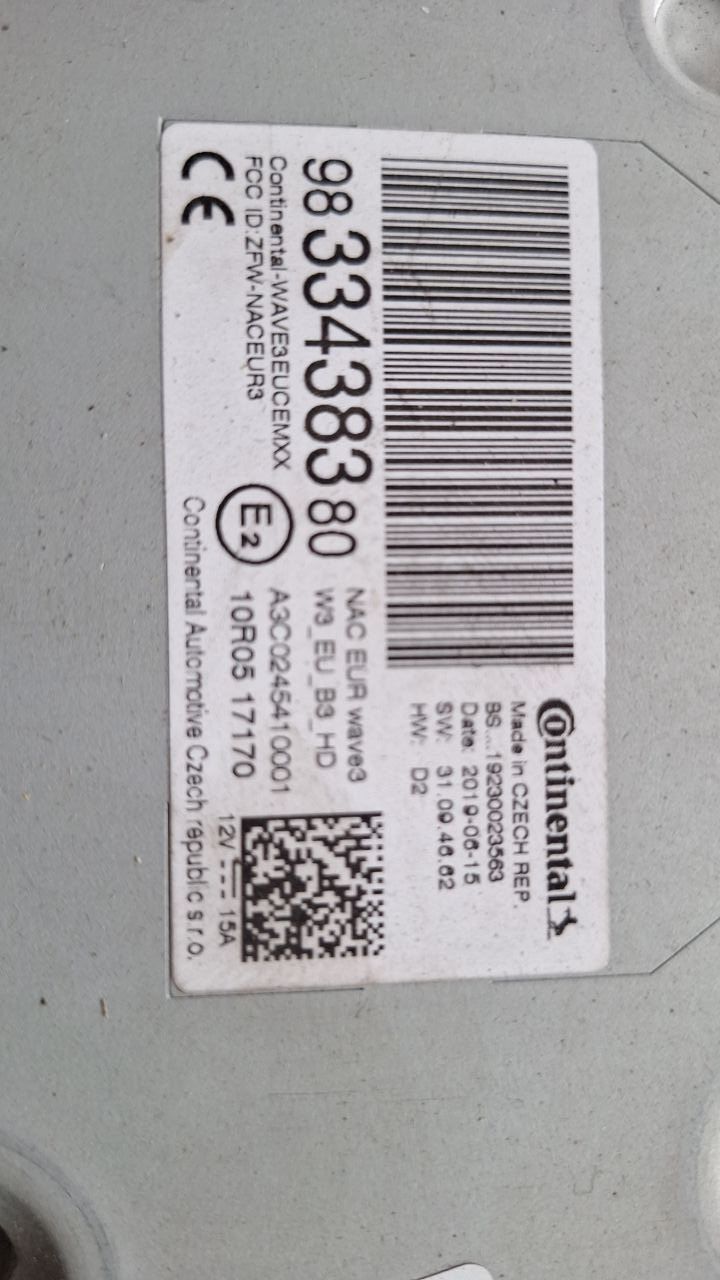 Continental
Made in CZECH REP.
BS...19230023563
Date: 2019-06-15
SW: 31.09.46.62
HW: D2
98 334383 80
NAC EUR wave3
W3_EU_B3_HD
Continental-WAVE3EUCEMXX
FCC ID:ZFW-NACEUR3
E2
A3C0245410001
10R05 17170
CE
Continental Automotive Czech republic s.r.o.
12V 15A